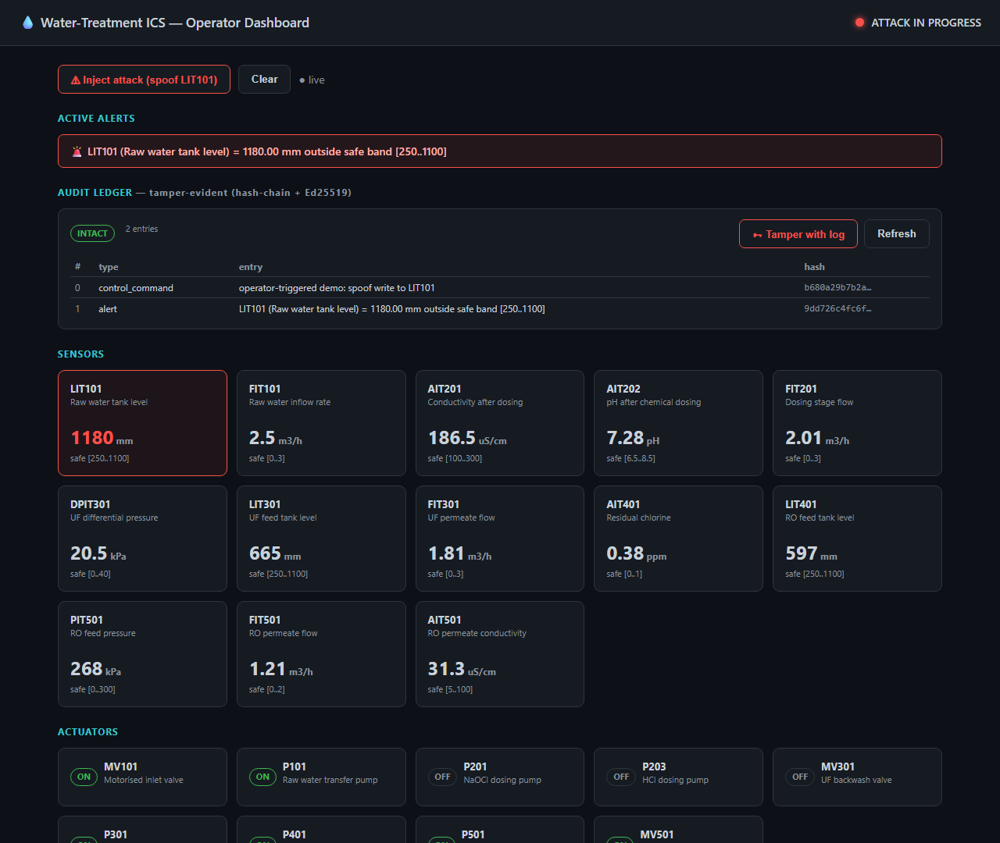 Water-Treatment ICS — Operator Dashboard
ATTACK IN PROGRESS
Inject attack (spoof LIT101)
Clear
● live
ACTIVE ALERTS
LIT101 (Raw water tank level) = 1180.00 mm outside safe band [250..1100]
AUDIT LEDGER — tamper-evident (hash-chain + Ed25519)
INTACT 2 entries
Tamper with log
Refresh
# type entry hash
0 control_command operator-triggered demo: spoof write to LIT101 b680a29b7b2a…
1 alert LIT101 (Raw water tank level) = 1180.00 mm outside safe band [250..1100] 9dd726c4fc6f…
SENSORS
LIT101
Raw water tank level
1180 mm
safe [250..1100]
FIT101
Raw water inflow rate
2.5 m3/h
safe [0..3]
AIT201
Conductivity after dosing
186.5 uS/cm
safe [100..300]
AIT202
pH after chemical dosing
7.28 pH
safe [6.5..8.5]
FIT201
Dosing stage flow
2.01 m3/h
safe [0..3]
DPIT301
UF differential pressure
20.5 kPa
safe [0..40]
LIT301
UF feed tank level
665 mm
safe [250..1100]
FIT301
UF permeate flow
1.81 m3/h
safe [0..3]
AIT401
Residual chlorine
0.38 ppm
safe [0..1]
LIT401
RO feed tank level
597 mm
safe [250..1100]
PIT501
RO feed pressure
268 kPa
safe [0..300]
FIT501
RO permeate flow
1.21 m3/h
safe [0..2]
AIT501
RO permeate conductivity
31.3 uS/cm
safe [5..100]
ACTUATORS
ON
MV101
Motorised inlet valve
ON
P101
Raw water transfer pump
OFF
P201
NaOCl dosing pump
OFF
P203
HCl dosing pump
OFF
MV301
UF backwash valve
P301
P401
P501
MV501